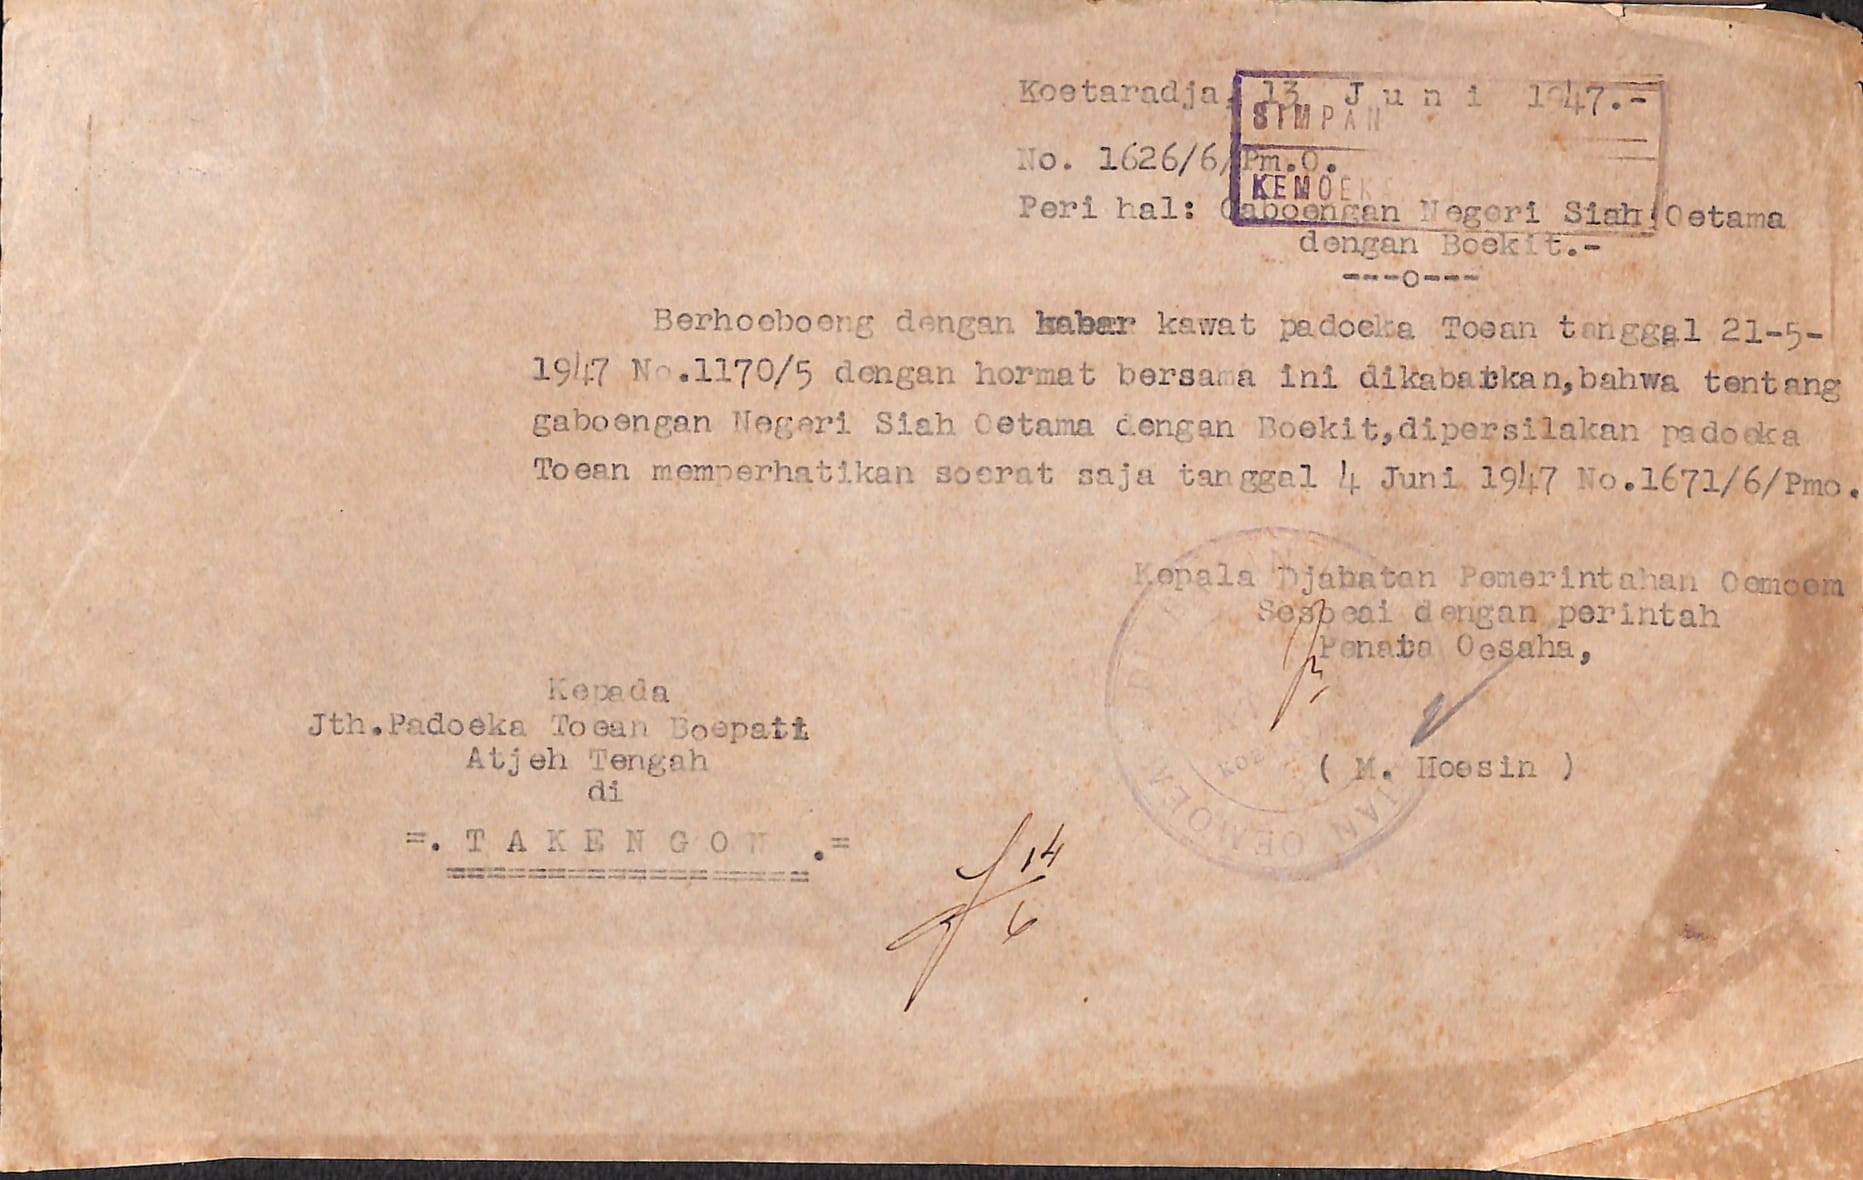 Koetaradja, 13 Juni 1947.-
SIMPAN
No. 1626/6/Pm.O.
Peri hal: Gaboengan Negeri Siah Oetama
dengan Boekit.-
---o---
Berhoeboeng dengan kabar kawat padoeka Toean tanggal 21-5-
1947 No.1170/5 dengan hormat bersama ini dikabarkan,bahwa tentang
gaboengan Negeri Siah Oetama dengan Boekit,dipersilakan padoeka
Toean memperhatikan soerat saja tanggal 4 Juni 1947 No.1671/6/Pmo.
Kepala Djabatan Pemerintahan Oemoem
Sesoeai dengan perintah
Penata Oesaha,
( M. Hoesin )
Kepada
Jth.Padoeka Toean Boepati
Atjeh Tengah
di
=. T A K E N G O N .=
==================
14
6